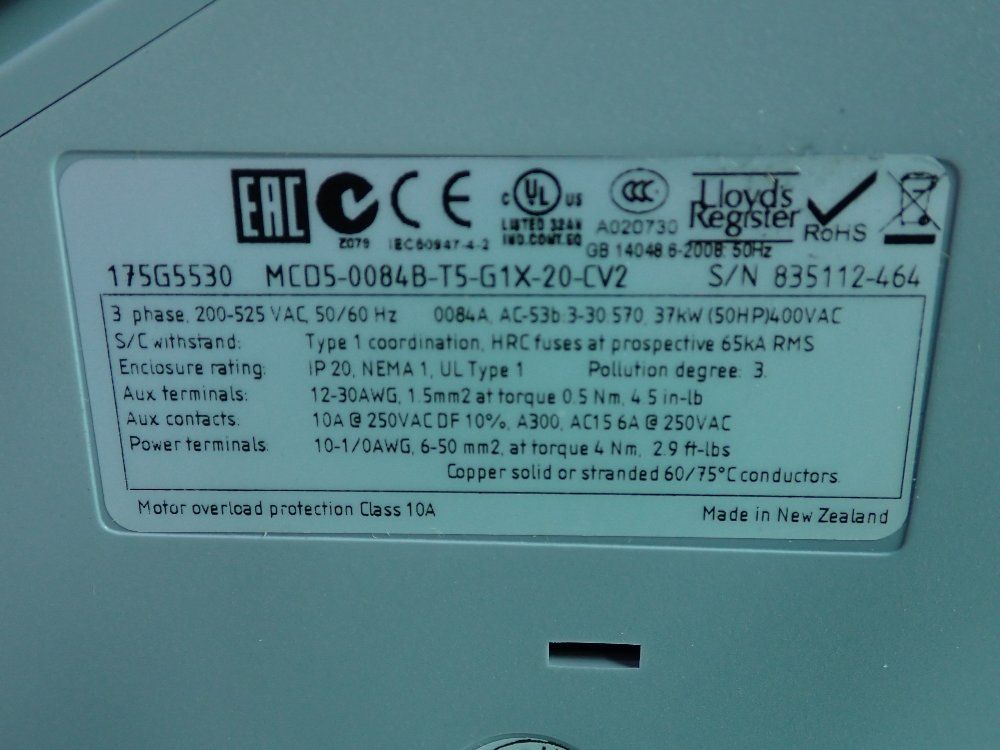 EAC
Z079
CE
IEC60947-4-2
c UL US
LISTED 32AN
IND.CONT.EQ
CCC
A020730
GB 14048.6-2008. 50Hz
Lloyd's
Register
RoHS
175G5530 MCD5-0084B-T5-G1X-20-CV2 S/N 835112-464
3 phase, 200-525 VAC, 50/60 Hz 0084A, AC-53b:3-30:570, 37kW (50HP)400VAC
S/C withstand: Type 1 coordination, HRC fuses at prospective 65kA RMS
Enclosure rating: IP 20, NEMA 1, UL Type 1 Pollution degree: 3.
Aux terminals: 12-30AWG, 1.5mm2 at torque 0.5 Nm, 4.5 in-lb
Aux contacts: 10A @ 250VAC DF 10%, A300, AC15 6A @ 250VAC
Power terminals: 10-1/0AWG, 6-50 mm2, at torque 4 Nm, 2.9 ft-lbs
Copper solid or stranded 60/75°C conductors.
Motor overload protection Class 10A Made in New Zealand